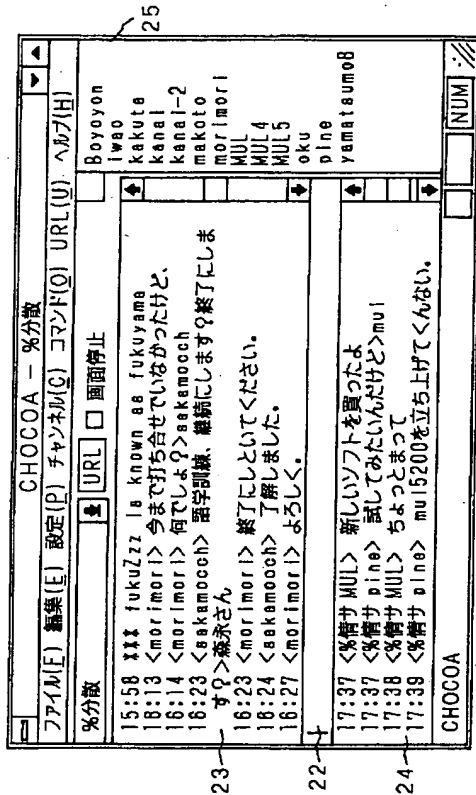 CHOCOA - %分散
ファイル(F) 編集(E) 設定(P) チャンネル(C) コマンド(O) URL(U) ヘルプ(H)
%分散 URL 画面停止
15:58 *** fukuZzz is known as fukuyama
16:13 <morimori> 今まで打ち合せでいなかったけど、
16:14 <morimori> 何でしょ?>sakamooch
16:23 <sakamooch> 語学訓練、継続にします?終了にしま
す?>森永さん
16:23 <morimori> 終了にしといてください。
16:24 <sakamooch> 了解しました。
16:27 <morimori> よろしく。
17:37 <%情サ MUL> 新しいソフトを買ったよ
17:37 <%情サ pine> 試してみたいんだけど>mul
17:38 <%情サ MUL> ちょっとまって
17:39 <%情サ pine> mul5200を立ち上げてくんない。
Boyoyon
iwao
kakuta
kanai
kanai-2
makoto
morimori
MUL
MUL4
MUL5
oku
pine
yamatsumo8
CHOCOA
NUM
23
22
24
25